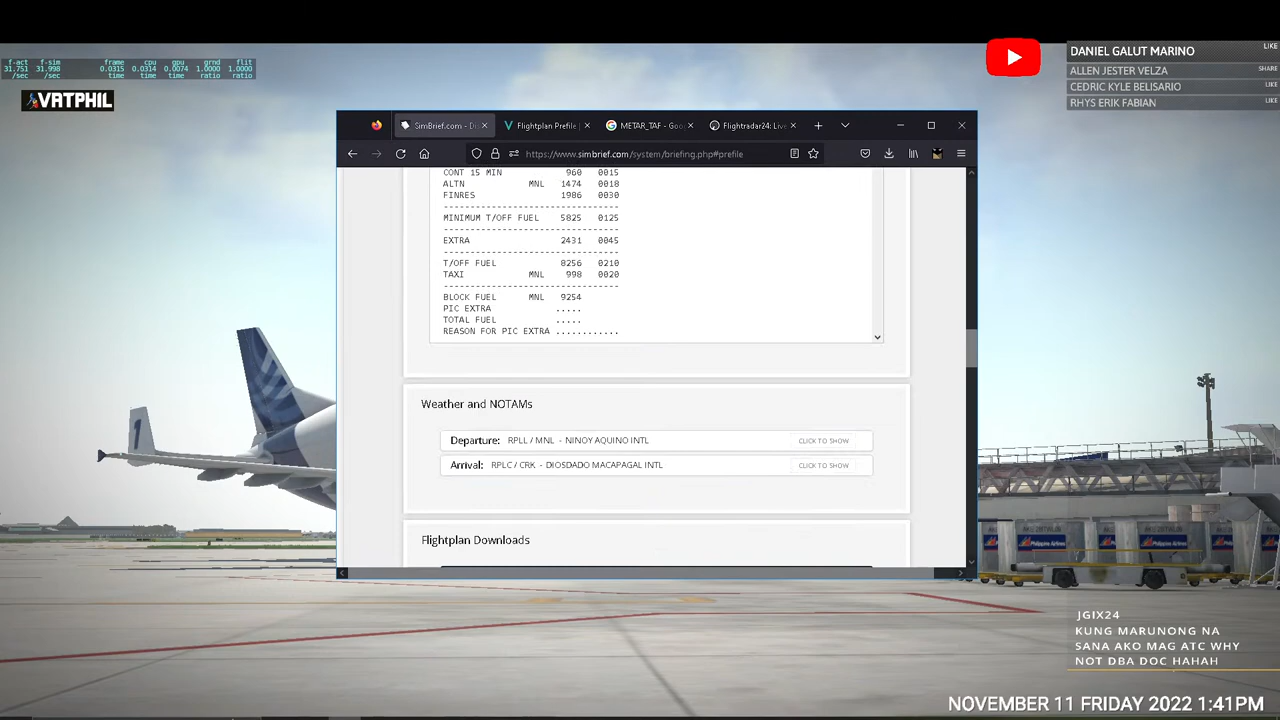 DANIEL GALUT MARINO LIKE
ALLEN JESTER VELZA SHARE
CEDRIC KYLE BELISARIO LIKE
RHYS ERIK FABIAN LIKE
f-act f-sim frame cpu gpu grnd flit
31.751 31.998 0.0315 0.0314 0.0074 1.0000 1.0000
/sec /sec time time time ratio ratio
VATPHIL
SimBrief.com - Di
Flightplan Prefile |
METAR_TAF - Goo
Flightradar24: Live
https://www.simbrief.com/system/briefing.php#prefile
CONT 15 MIN 960 0015
ALTN MNL 1474 0018
FINRES 1986 0030
---------------------------------
MINIMUM T/OFF FUEL 5825 0125
---------------------------------
EXTRA 2431 0045
---------------------------------
T/OFF FUEL 8256 0210
TAXI MNL 998 0020
---------------------------------
BLOCK FUEL MNL 9254
PIC EXTRA .....
TOTAL FUEL .....
REASON FOR PIC EXTRA ............
Weather and NOTAMs
Departure: RPLL / MNL - NINOY AQUINO INTL CLICK TO SHOW
Arrival: RPLC / CRK - DIOSDADO MACAPAGAL INTL CLICK TO SHOW
Flightplan Downloads
1
Philippine Airlines
JGIX24
KUNG MARUNONG NA
SANA AKO MAG ATC WHY
NOT DBA DOC HAHAH
NOVEMBER 11 FRIDAY 2022 1:41PM